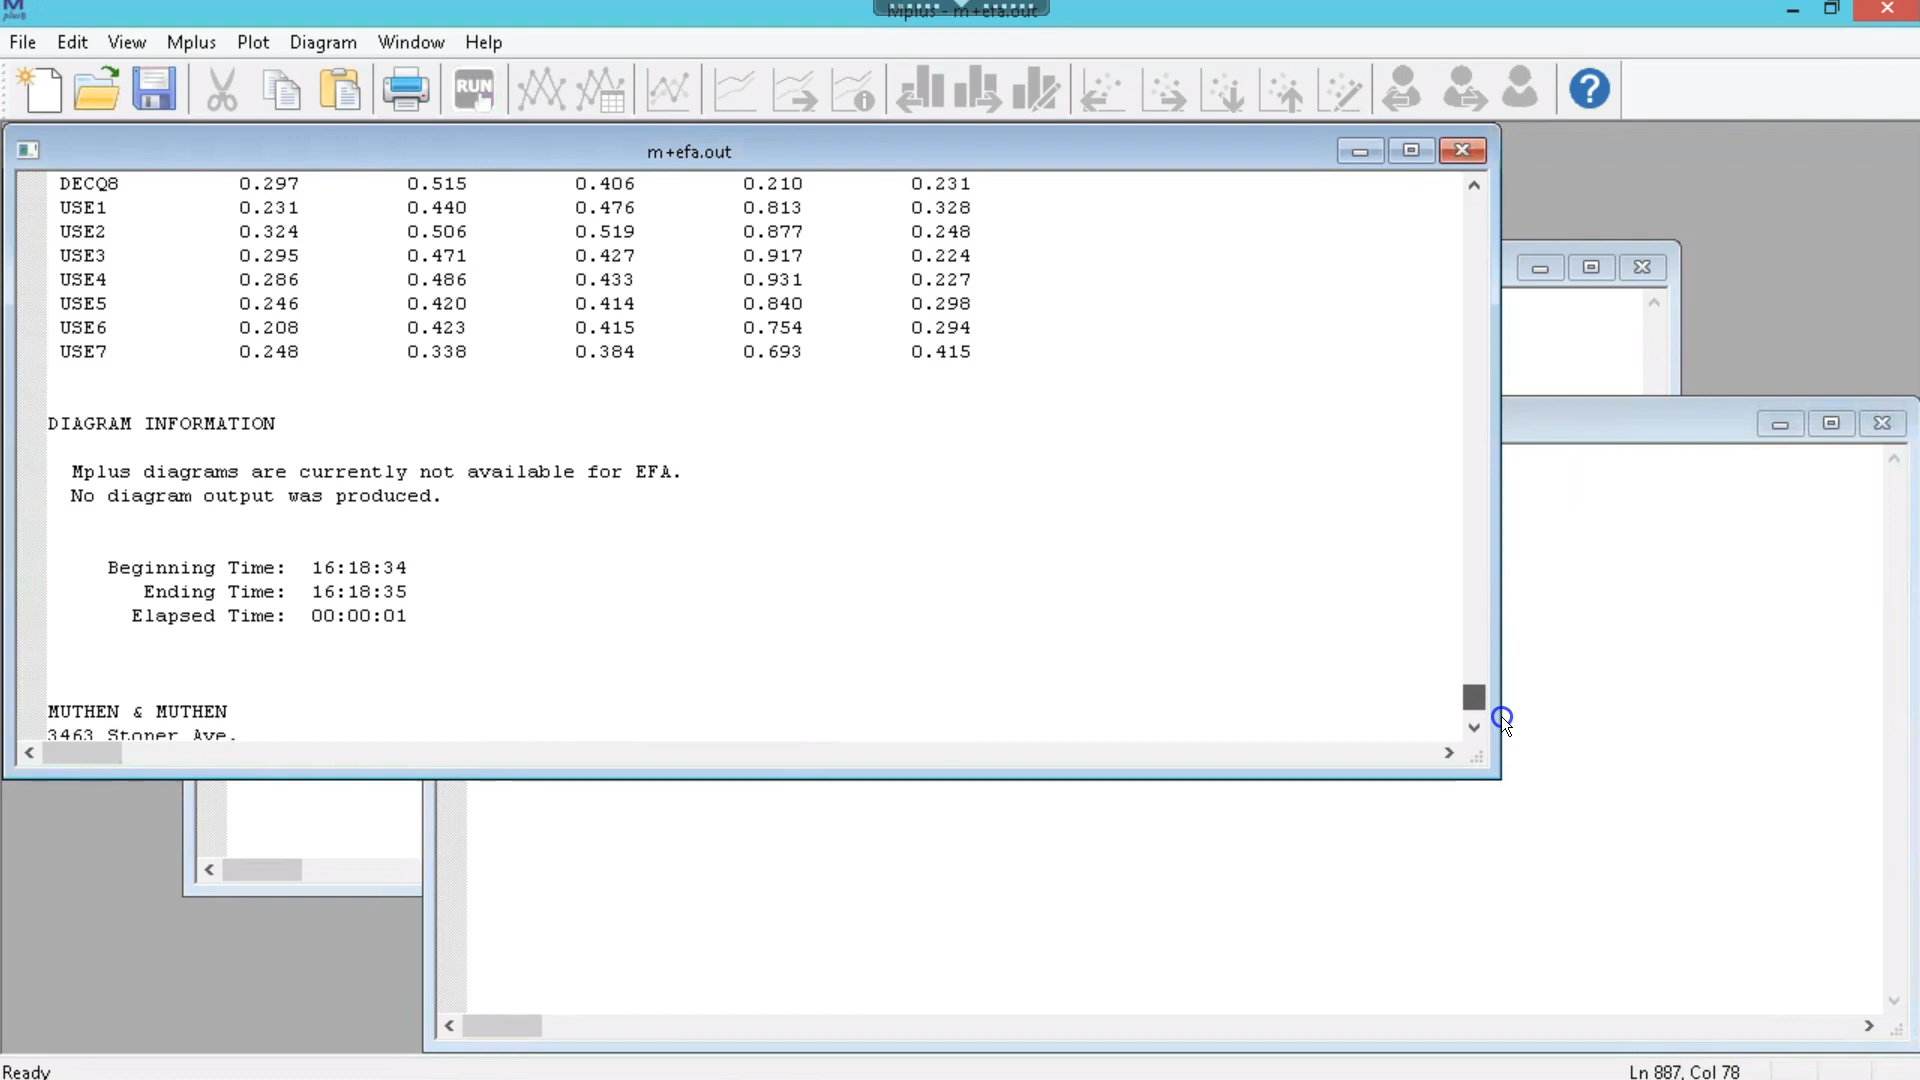 Mplus - m+efa.out
File Edit View Mplus Plot Diagram Window Help
RUN
m+efa.out
DECQ8 0.297 0.515 0.406 0.210 0.231
USE1 0.231 0.440 0.476 0.813 0.328
USE2 0.324 0.506 0.519 0.877 0.248
USE3 0.295 0.471 0.427 0.917 0.224
USE4 0.286 0.486 0.433 0.931 0.227
USE5 0.246 0.420 0.414 0.840 0.298
USE6 0.208 0.423 0.415 0.754 0.294
USE7 0.248 0.338 0.384 0.693 0.415
DIAGRAM INFORMATION
Mplus diagrams are currently not available for EFA.
No diagram output was produced.
Beginning Time: 16:18:34
Ending Time: 16:18:35
Elapsed Time: 00:00:01
MUTHEN & MUTHEN
3463 Stoner Ave.
Ready Ln 887, Col 78